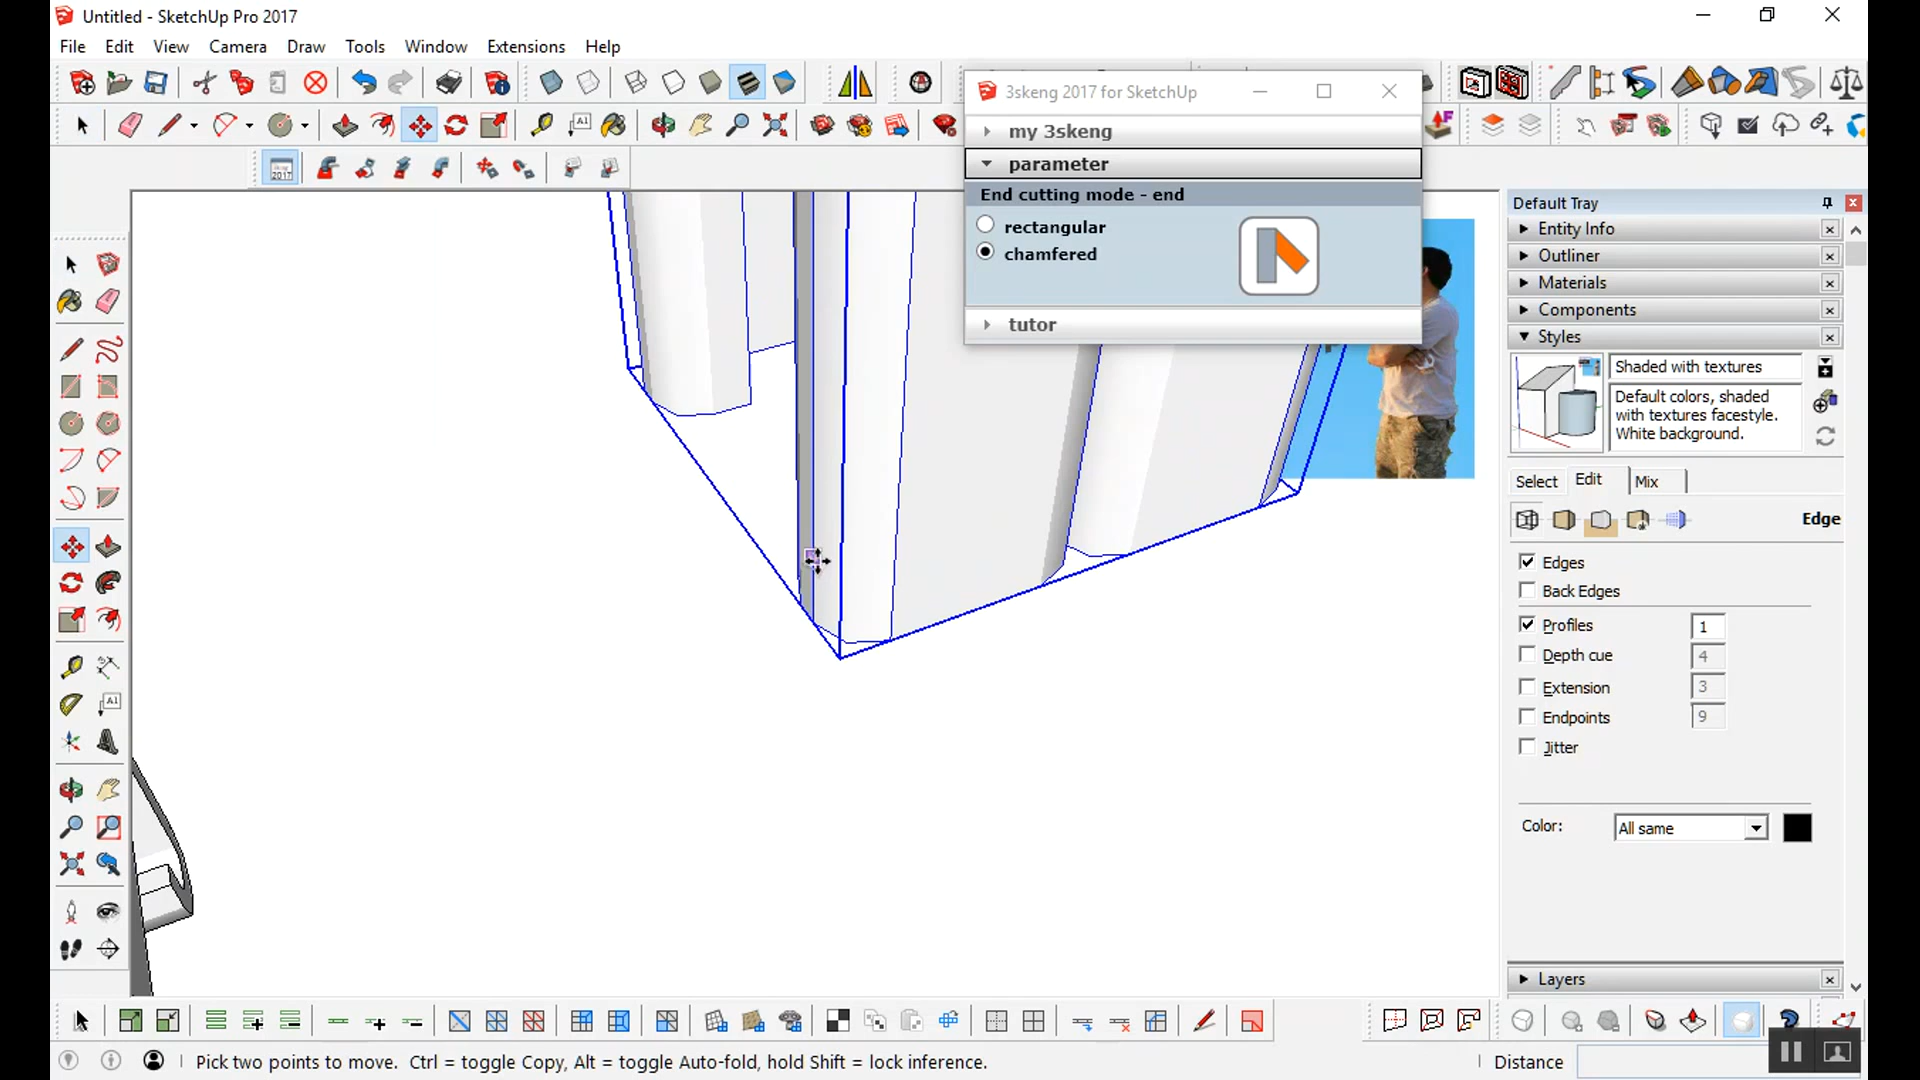 Untitled - SketchUp Pro 2017
File Edit View Camera Draw Tools Window Extensions Help
3skeng 2017 for SketchUp
my 3skeng
parameter
End cutting mode - end
rectangular
chamfered
tutor
2017
A1
F
Default Tray
Entity Info
Outliner
Materials
Components
Styles
Shaded with textures
Default colors, shaded
with textures facestyle.
White background.
Select Edit Mix
Edge
Edges
Back Edges
Profiles 1
Depth cue 4
Extension 3
Endpoints 9
Jitter
Color: All same
Layers
A1
Pick two points to move. Ctrl = toggle Copy, Alt = toggle Auto-fold, hold Shift = lock inference.
Distance